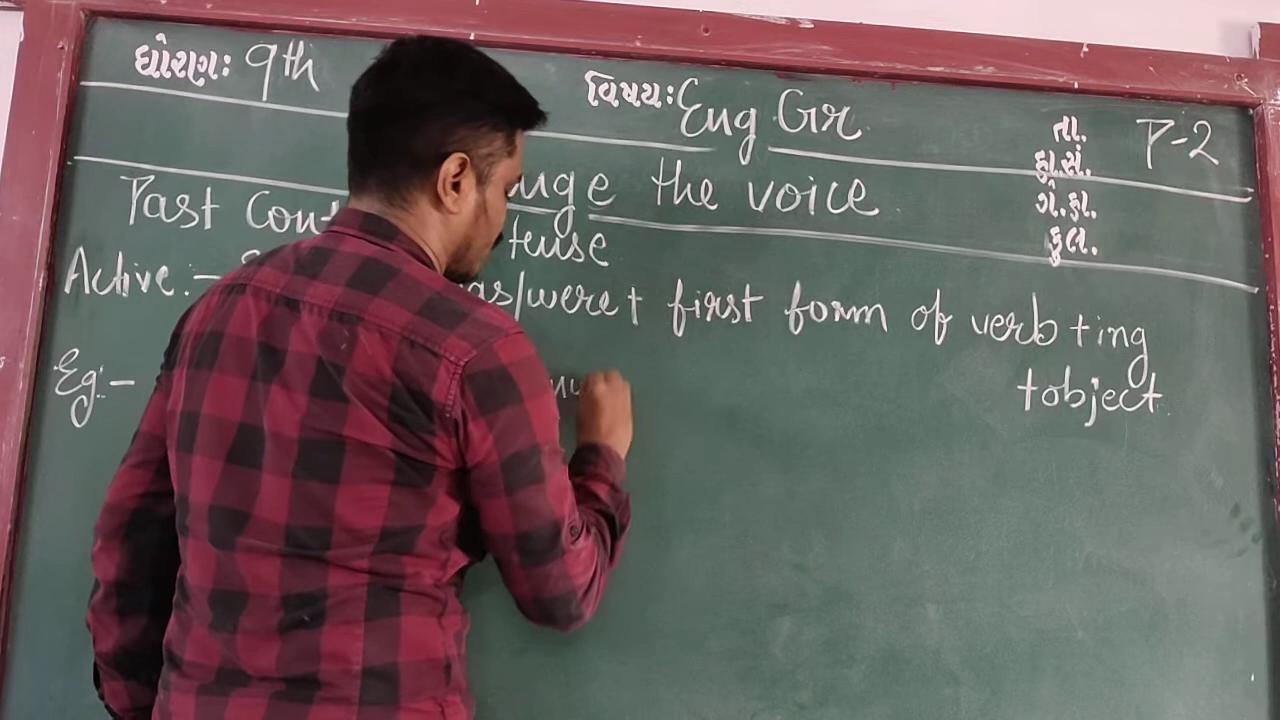 ધોરણ: 9th વિષય: Eng Gr તા. P-2
હા.સં.
the voice ગે.હા.
Past tense કુલ.
Active:- were + first form of verb + ing
+object.
Eg:-